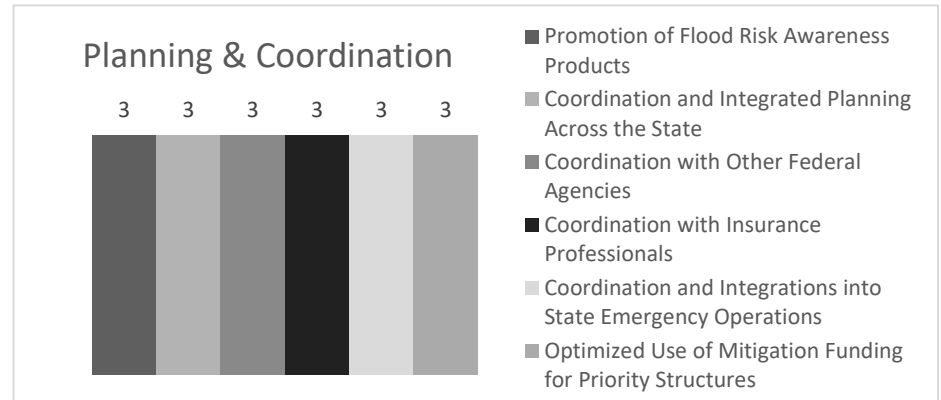 Planning & Coordination
3 3 3 3 3 3
Promotion of Flood Risk Awareness
Products
Coordination and Integrated Planning
Across the State
Coordination with Other Federal
Agencies
Coordination with Insurance
Professionals
Coordination and Integrations into
State Emergency Operations
Optimized Use of Mitigation Funding
for Priority Structures